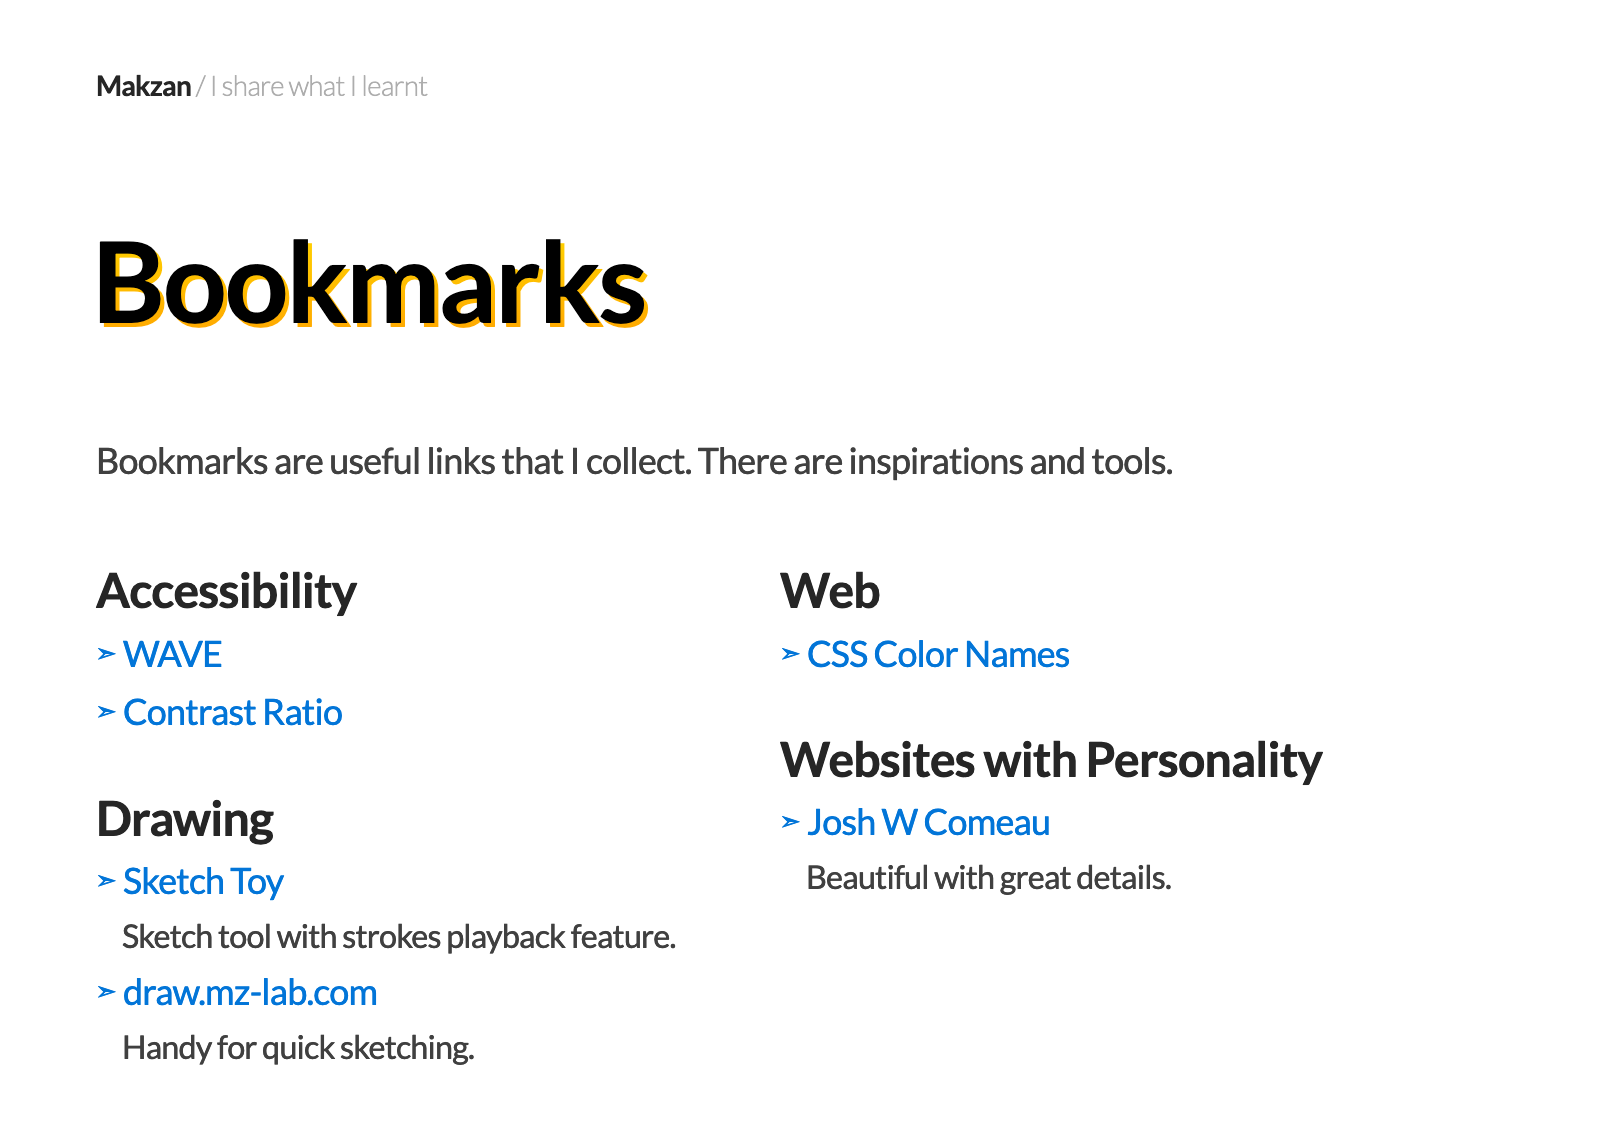 Makzan / I share what I learnt
Bookmarks
Bookmarks are useful links that I collect. There are inspirations and tools.
Accessibility
➢ WAVE
➢ Contrast Ratio
Drawing
➢ Sketch Toy
Sketch tool with strokes playback feature.
➢ draw.mz-lab.com
Handy for quick sketching.
Web
➢ CSS Color Names
Websites with Personality
➢ Josh W Comeau
Beautiful with great details.